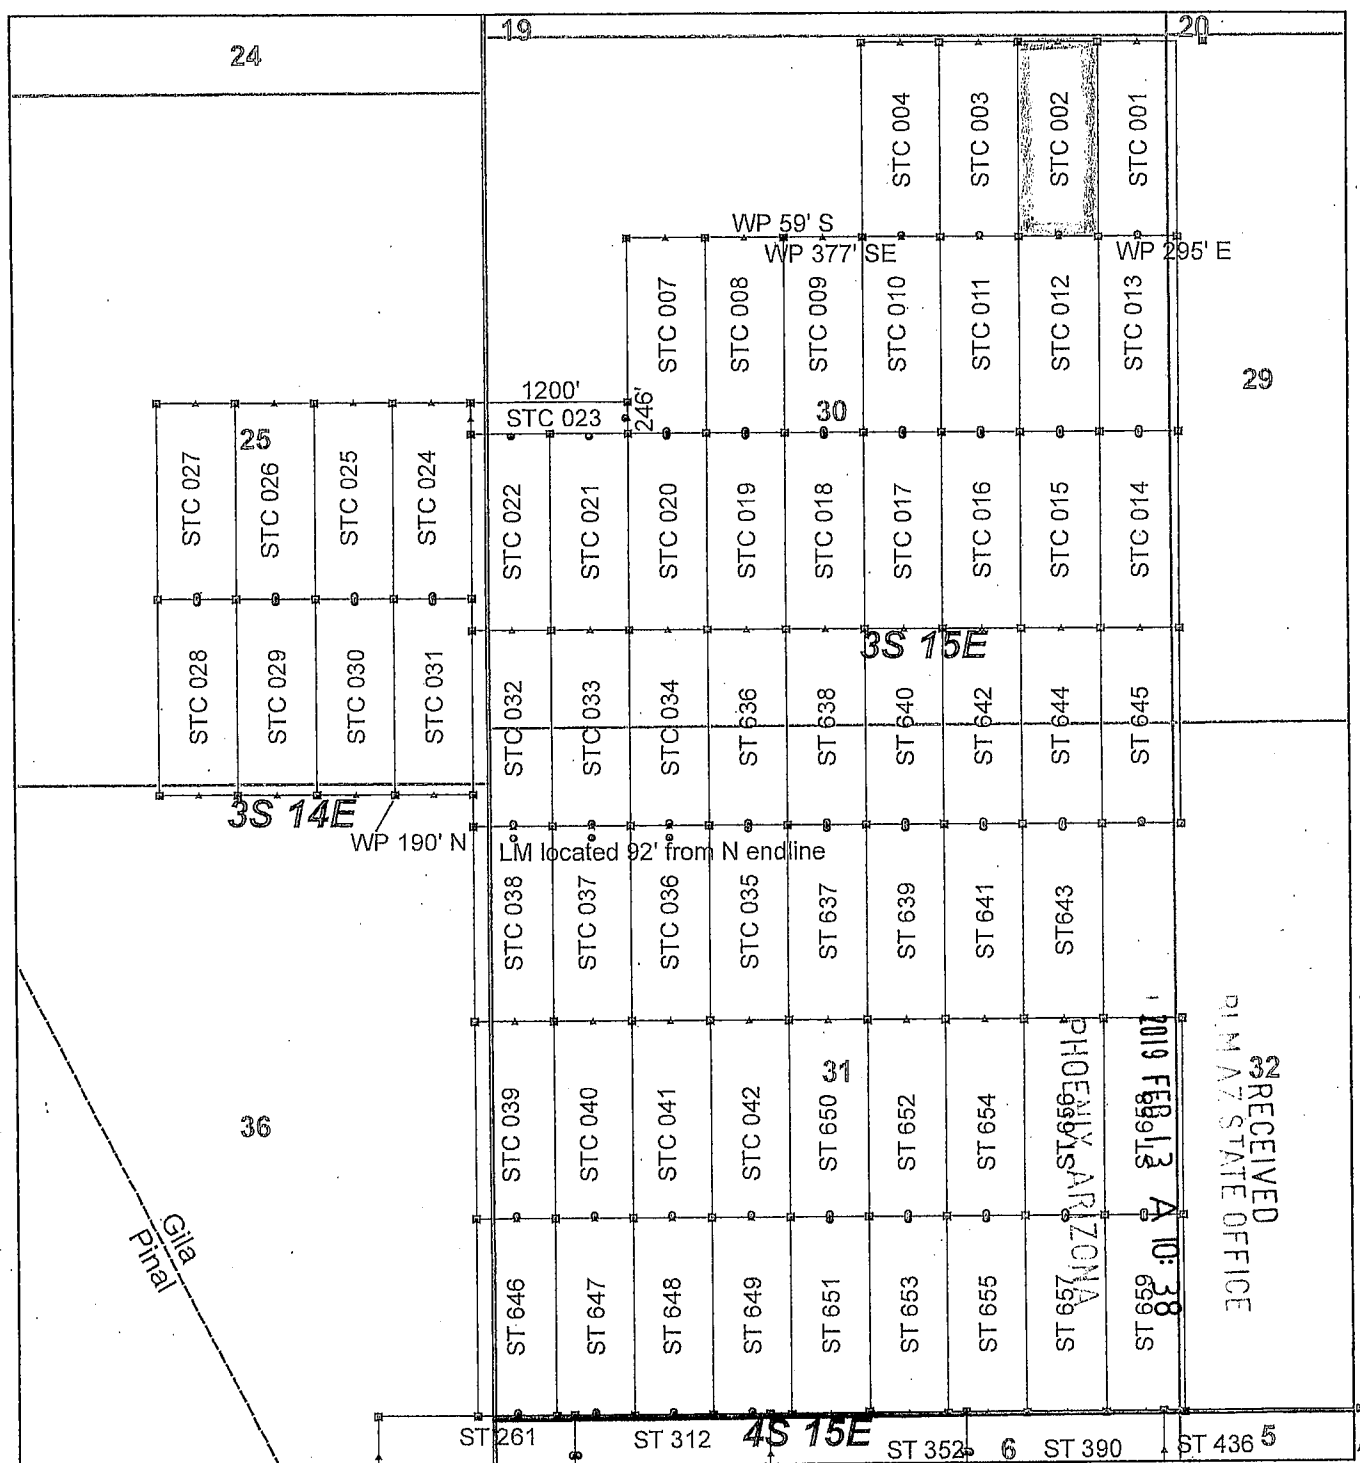 19
20
24
STC 004
STC 003
STC 002
STC 001
WP 59' S
WP 377' SE
WP 295' E
STC 007
STC 008
STC 009
STC 010
STC 011
STC 012
STC 013
29
1200'
246'
STC 023
30
25
STC 027
STC 026
STC 025
STC 024
STC 022
STC 021
STC 020
STC 019
STC 018
STC 017
STC 016
STC 015
STC 014
3S 15E
STC 028
STC 029
STC 030
STC 031
STC 032
STC 033
STC 034
ST 636
ST 638
ST 640
ST 642
ST 644
ST 645
3S 14E
WP 190' N
LM located 92' from N endline
STC 038
STC 037
STC 036
STC 035
ST 637
ST 639
ST 641
ST643
31
32
36
STC 039
STC 040
STC 041
STC 042
ST 650
ST 652
ST 654
ST 656
ST 658
RECEIVED
BLM AZ STATE OFFICE
2019 FEB 13 A 10: 38
PHOENIX ARIZONA
Gila
Pinal
ST 646
ST 647
ST 648
ST 649
ST 651
ST 653
ST 655
ST 657
ST 659
4S 15E
ST 261
ST 312
ST 352
6
ST 390
ST 436
5